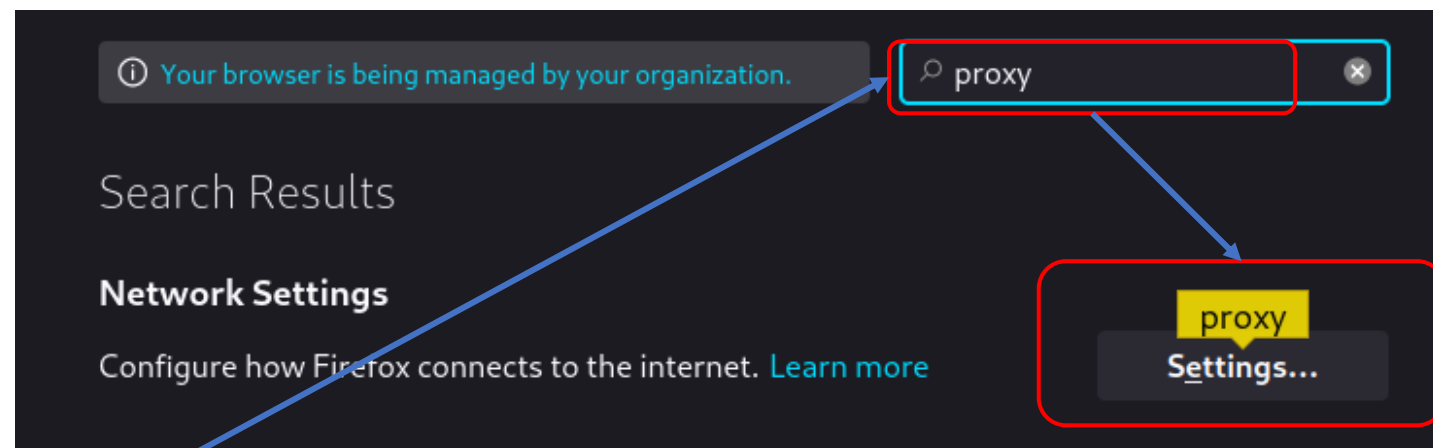 Your browser is being managed by your organization.
proxy
Search Results
Network Settings
proxy
Configure how Firefox connects to the internet. Learn more
Settings...